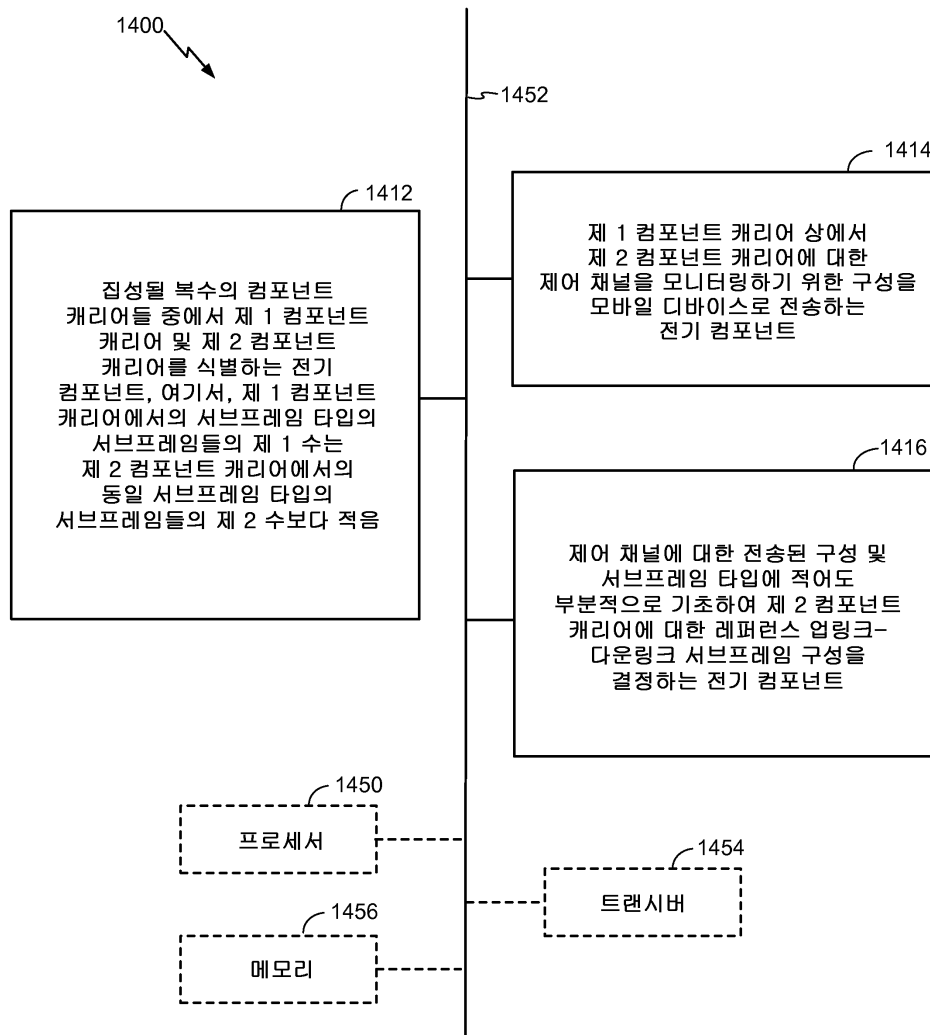 1400
1452
1412
집성될 복수의 컴포넌트
캐리어들 중에서 제 1 컴포넌트
캐리어 및 제 2 컴포넌트
캐리어를 식별하는 전기
컴포넌트, 여기서, 제 1 컴포넌트
캐리어에서의 서브프레임 타입의
서브프레임들의 제 1 수는
제 2 컴포넌트 캐리어에서의
동일 서브프레임 타입의
서브프레임들의 제 2 수보다 적음
1414
제 1 컴포넌트 캐리어 상에서
제 2 컴포넌트 캐리어에 대한
제어 채널을 모니터링하기 위한 구성을
모바일 디바이스로 전송하는
전기 컴포넌트
1416
제어 채널에 대한 전송된 구성 및
서브프레임 타입에 적어도
부분적으로 기초하여 제 2 컴포넌트
캐리어에 대한 레퍼런스 업링크-
다운링크 서브프레임 구성을
결정하는 전기 컴포넌트
1450
프로세서
1454
트랜시버
1456
메모리